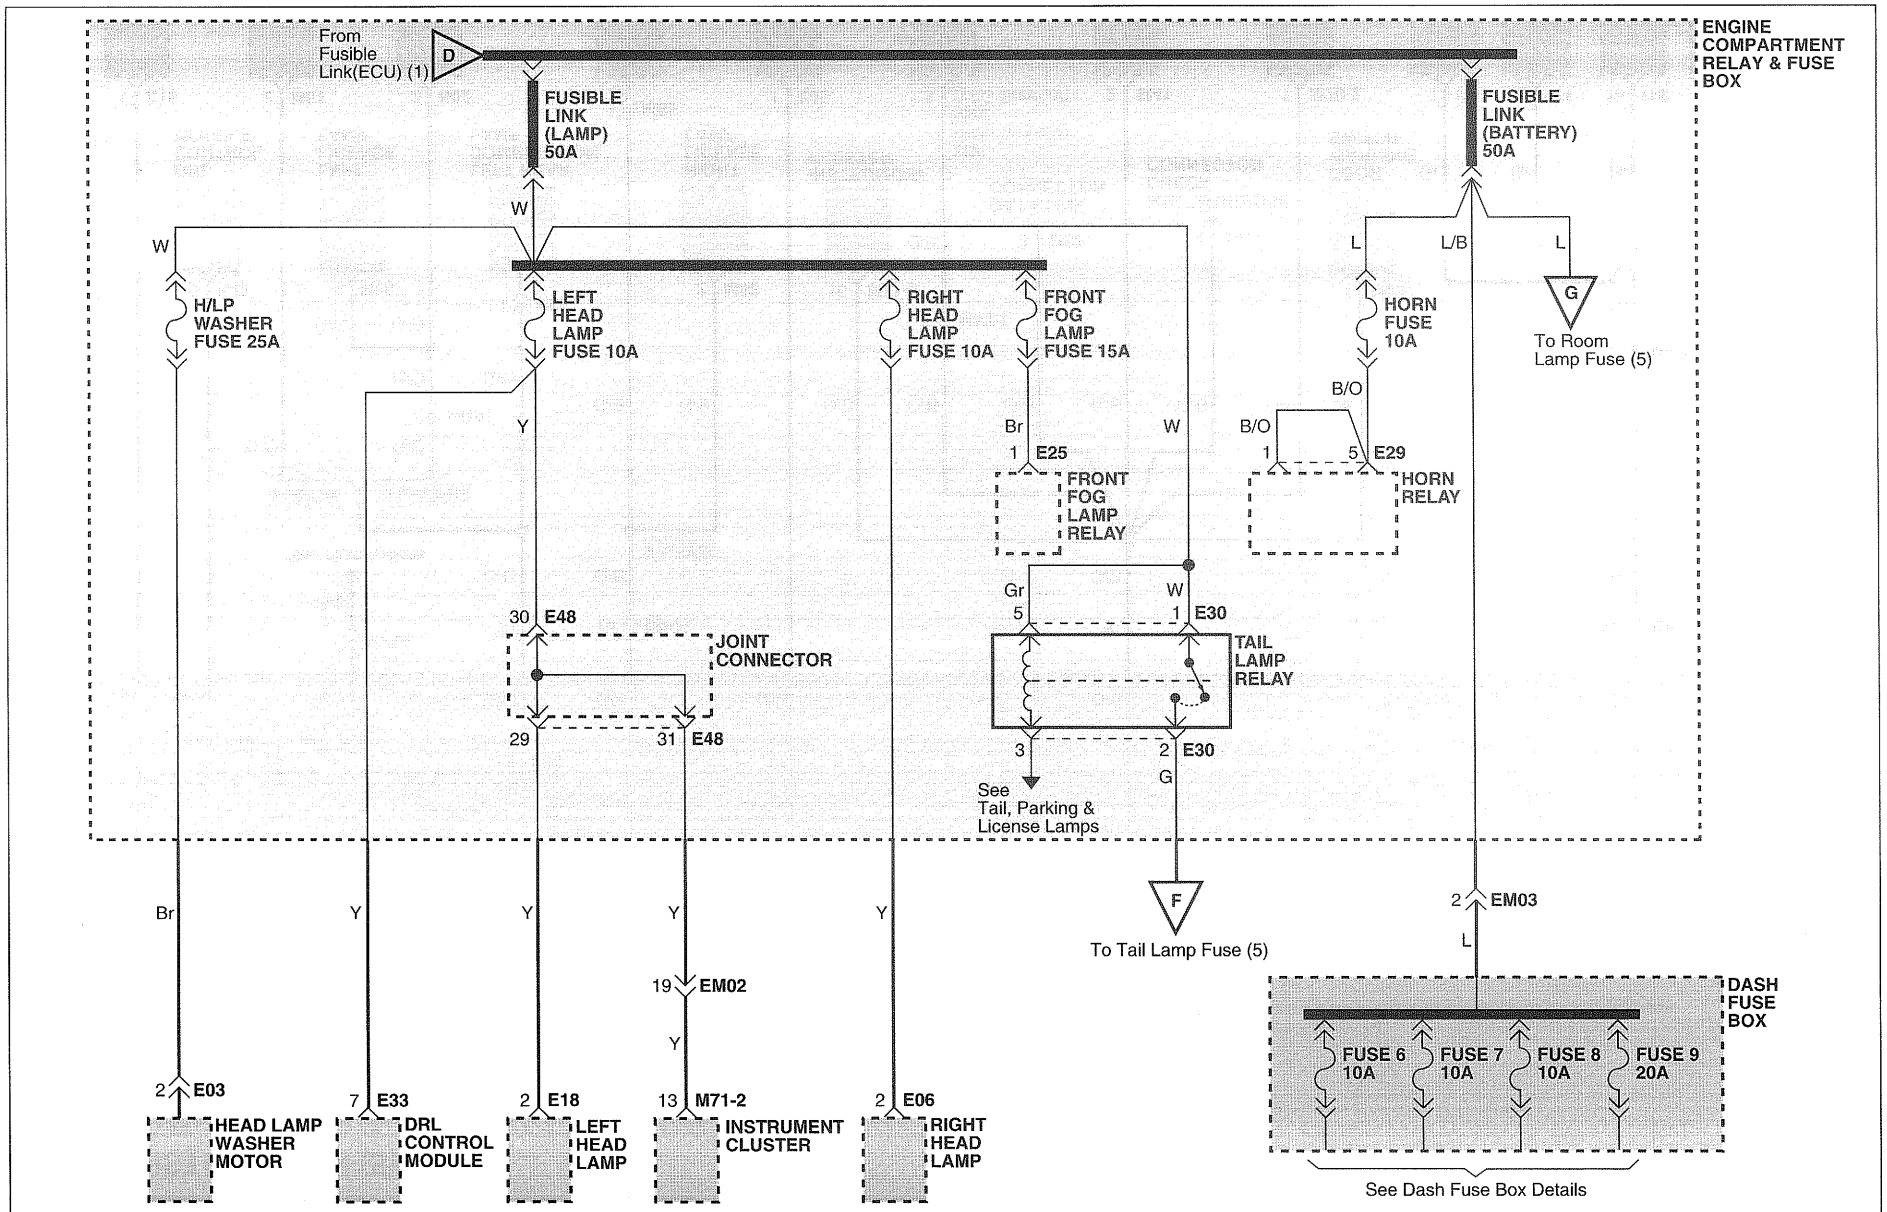 From
Fusible
Link(ECU) (1)
D
ENGINE
COMPARTMENT
RELAY & FUSE
BOX
FUSIBLE
LINK
(LAMP)
50A
FUSIBLE
LINK
(BATTERY)
50A
W
W
L
L/B
L
H/LP
WASHER
FUSE 25A
LEFT
HEAD
LAMP
FUSE 10A
RIGHT
HEAD
LAMP
FUSE 10A
FRONT
FOG
LAMP
FUSE 15A
HORN
FUSE
10A
G
To Room
Lamp Fuse (5)
Y
Br
W
B/O
B/O
1 E25
1
5 E29
FRONT
FOG
LAMP
RELAY
HORN
RELAY
Gr
W
30 E48
5
1 E30
JOINT
CONNECTOR
TAIL
LAMP
RELAY
29
31 E48
3
2 E30
G
See
Tail, Parking &
License Lamps
Br
Y
Y
Y
Y
F
To Tail Lamp Fuse (5)
2 EM03
L
19 EM02
Y
DASH
FUSE
BOX
FUSE 6
10A
FUSE 7
10A
FUSE 8
10A
FUSE 9
20A
2 E03
7 E33
2 E18
13 M71-2
2 E06
HEAD LAMP
WASHER
MOTOR
DRL
CONTROL
MODULE
LEFT
HEAD
LAMP
INSTRUMENT
CLUSTER
RIGHT
HEAD
LAMP
See Dash Fuse Box Details